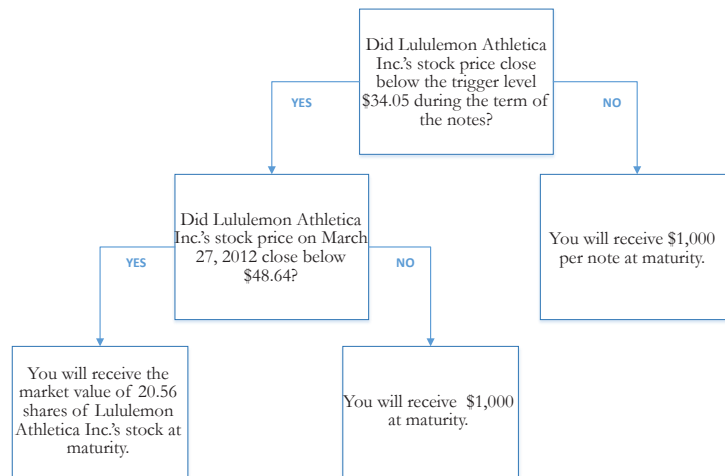 Did Lululemon Athletica
Inc.'s stock price close
below the trigger level
$34.05 during the term of
the notes?
YES
NO
Did Lululemon Athletica
Inc.'s stock price on March
27, 2012 close below
$48.64?
You will receive $1,000
per note at maturity.
YES
NO
You will receive the
market value of 20.56
shares of Lululemon
Athletica Inc.'s stock at
maturity.
You will receive $1,000
at maturity.